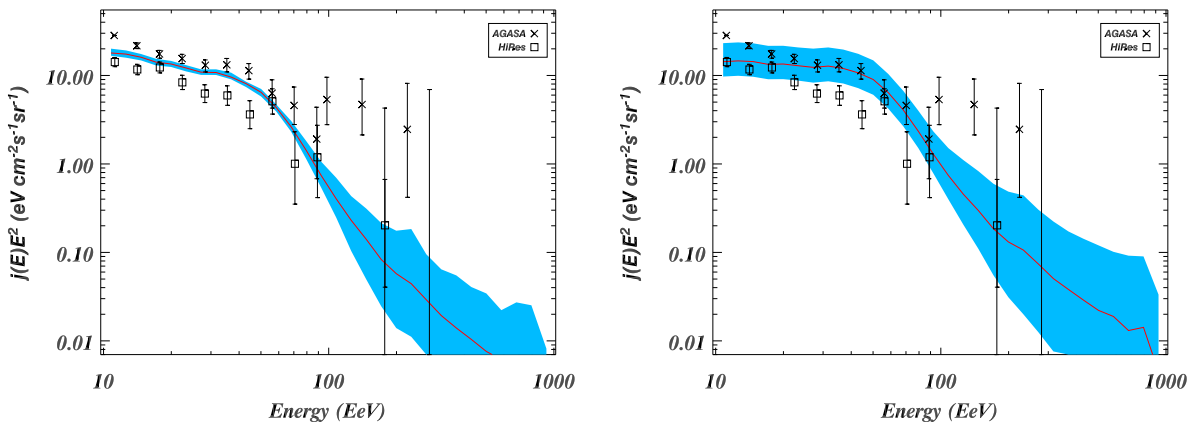 AGASA
HiRes
10.00
1.00
0.10
0.01
j(E)E² (eV cm⁻²s⁻¹sr⁻¹)
10
100
1000
Energy (EeV)
AGASA
HiRes
10.00
1.00
0.10
0.01
j(E)E² (eV cm⁻²s⁻¹sr⁻¹)
10
100
1000
Energy (EeV)